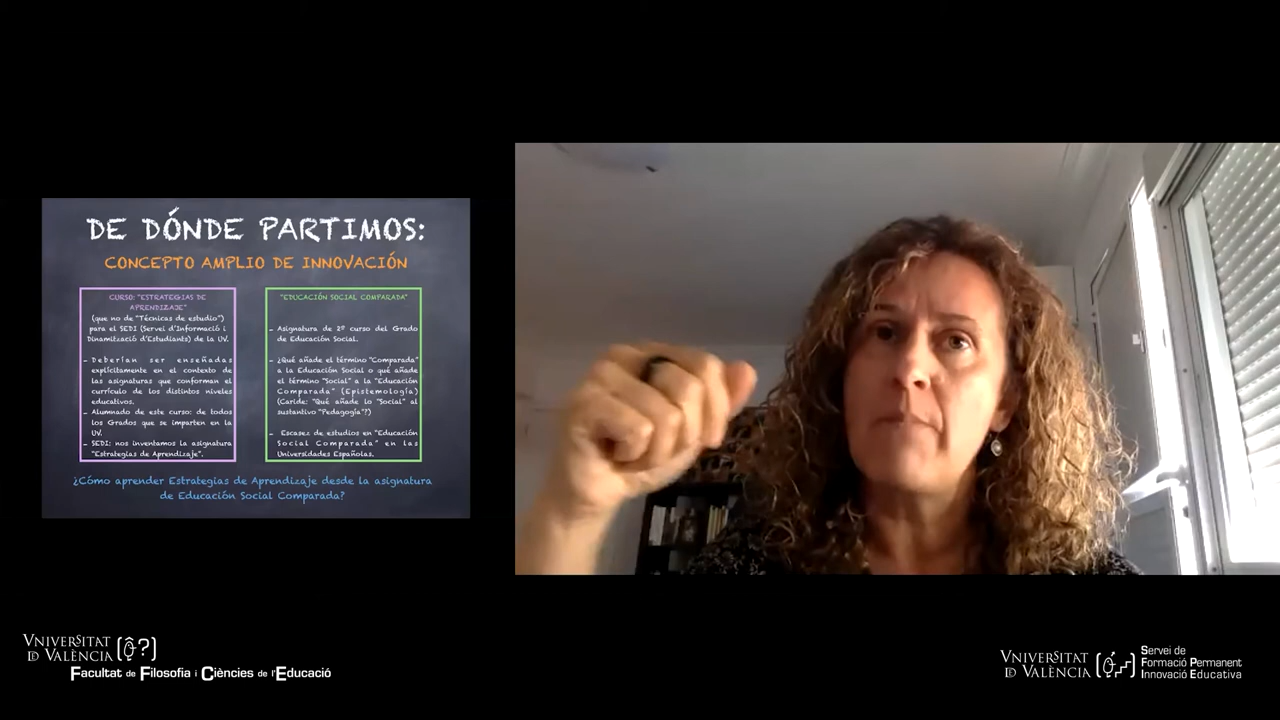 DE DÓNDE PARTIMOS:
CONCEPTO AMPLIO DE INNOVACIÓN
CURSO: "ESTRATEGIAS DE
APRENDIZAJE"
(que no de "Técnicas de estudio")
para el SEDI (Servei d'Informació i
Dinamització d'Estudiants) de la UV.
- Deberían ser enseñadas
explícitamente en el contexto de
las asignaturas que conforman el
currículo de los distintos niveles
educativos.
- Alumnado de este curso: de todos
los Grados que se imparten en la
UV.
- SEDI: nos inventamos la asignatura
"Estrategias de Aprendizaje".
"EDUCACIÓN SOCIAL COMPARADA"
- Asignatura de 2º curso del Grado
de Educación Social.
- ¿Qué añade el término "Comparada"
a la Educación Social o qué añade
el término "Social" a la "Educación
Comparada" (Epistemología)
(Caride: "Qué añade lo "Social" al
sustantivo "Pedagogía"?)
- Escasez de estudios en "Educación
Social Comparada" en las
Universidades Españolas.
¿Cómo aprender Estrategias de Aprendizaje desde la asignatura
de Educación Social Comparada?
VNIVERSITAT
ID VALÈNCIA
Facultat de Filosofia i Ciències de l'Educació
VNIVERSITAT
ID VALÈNCIA
Servei de
Formació Permanent
Innovació Educativa